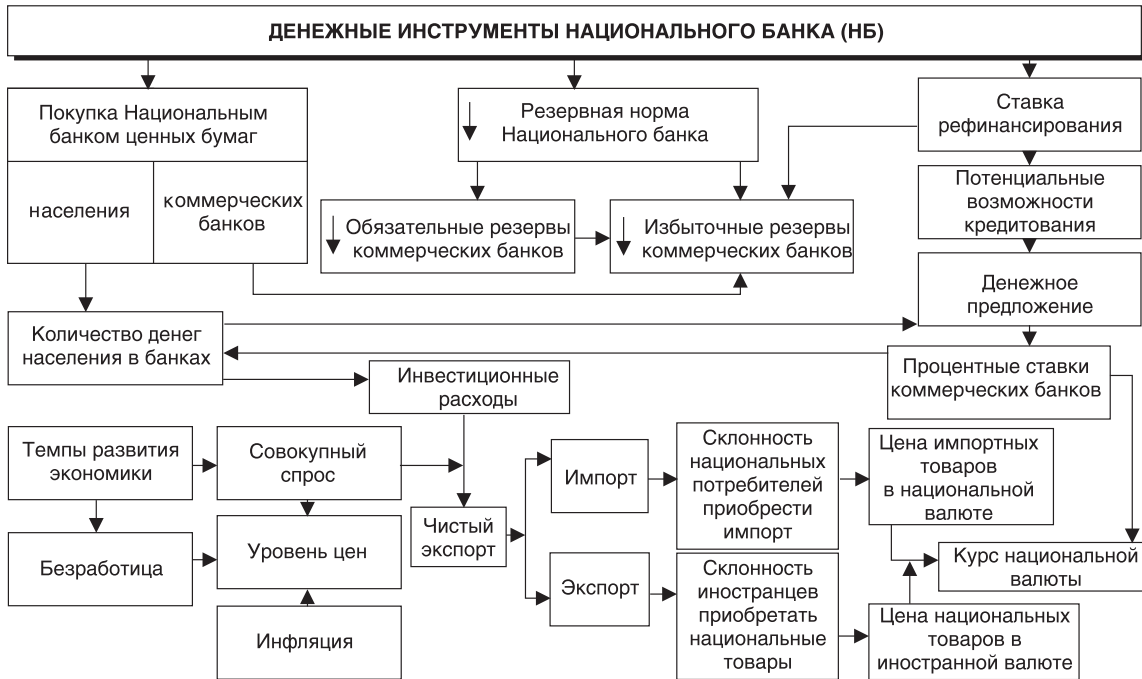 ДЕНЕЖНЫЕ ИНСТРУМЕНТЫ НАЦИОНАЛЬНОГО БАНКА (НБ)
Покупка Национальным
банком ценных бумаг
населения
коммерческих
банков
Резервная норма
Национального банка
Ставка
рефинансирования
Обязательные резервы
коммерческих банков
Избыточные резервы
коммерческих банков
Потенциальные
возможности
кредитования
Денежное
предложение
Количество денег
населения в банках
Процентные ставки
коммерческих банков
Инвестиционные
расходы
Темпы развития
экономики
Совокупный
спрос
Безработица
Уровень цен
Инфляция
Чистый
экспорт
Импорт
Экспорт
Склонность
национальных
потребителей
приобрести
импорт
Склонность
иностранцев
приобретать
национальные
товары
Цена импортных
товаров
в национальной
валюте
Курс национальной
валюты
Цена национальных
товаров в
иностранной валюте